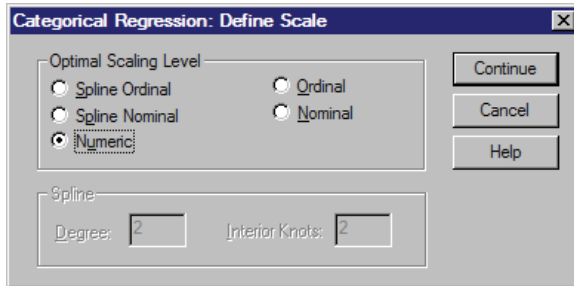 Categorical Regression: Define Scale
Optimal Scaling Level
Spline Ordinal
Ordinal
Spline Nominal
Nominal
Numeric
Continue
Cancel
Help
Spline
Degree: 2 Interior Knots: 2